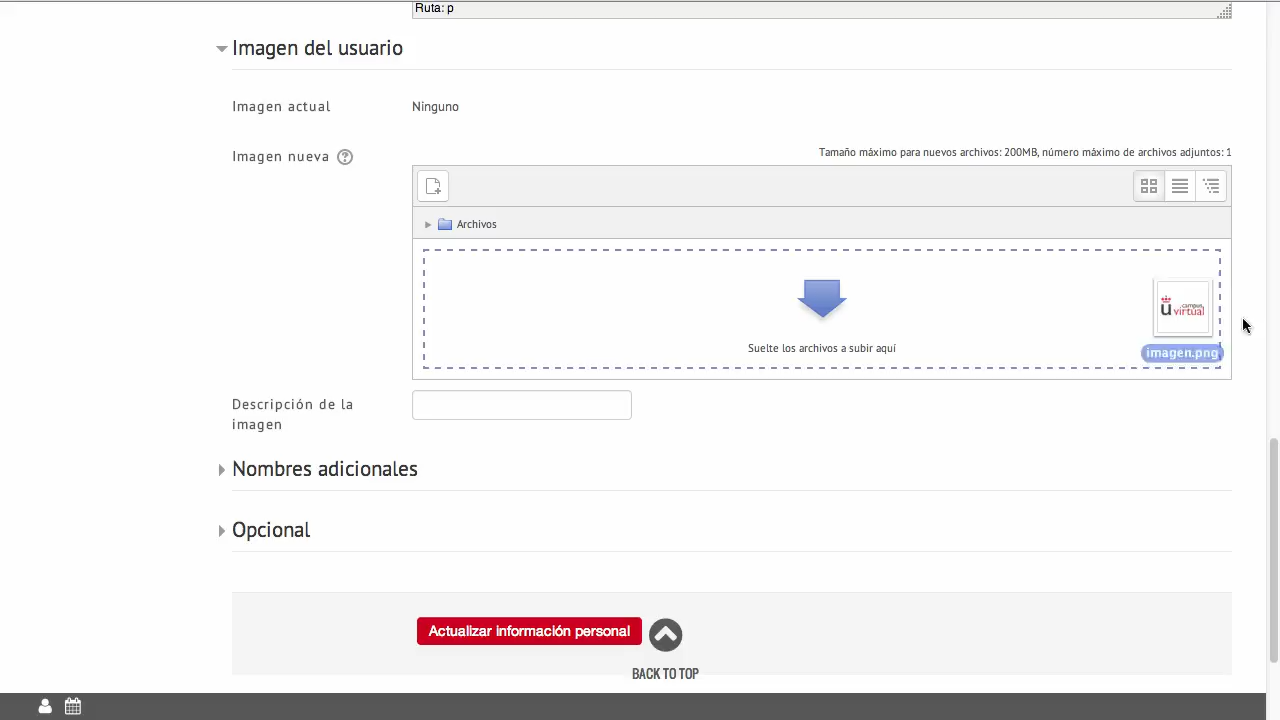 Ruta: p
Imagen del usuario
Imagen actual
Ninguno
Imagen nueva ?
Tamaño máximo para nuevos archivos: 200MB, número máximo de archivos adjuntos: 1
Archivos
campus
u virtual
Suelte los archivos a subir aquí
imagen.png
Descripción de la
imagen
Nombres adicionales
Opcional
Actualizar información personal
BACK TO TOP